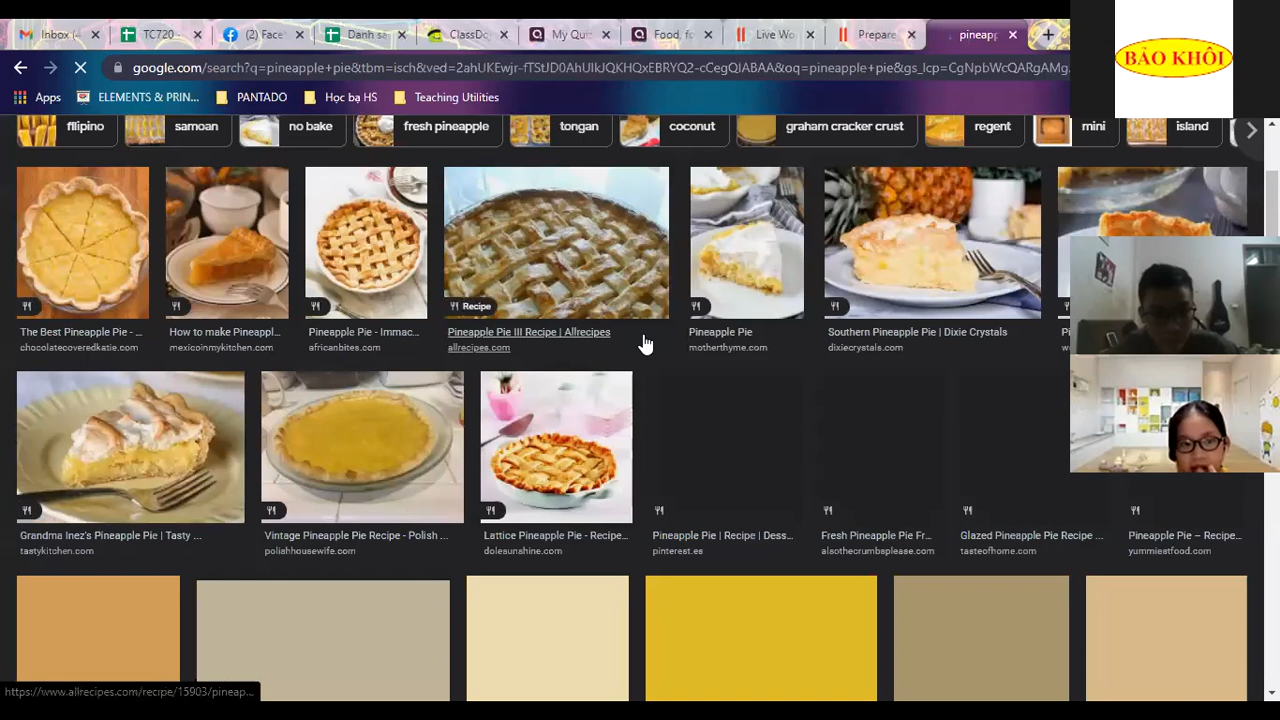 Inbox (
TC720 -
(2) Face
Danh sá
ClassDo
My Qui
Food, fo
Live Wo
Prepare
pineapp
BẢO KHÔI
google.com/search?q=pineapple+pie&tbm=isch&ved=2ahUKEwjr-fTStJD0AhUIkJQKHQxEBRYQ2-cCegQIABAA&oq=pineapple+pie&gs_lcp=CgNpbWcQARgAMg
Apps
ELEMENTS & PRIN...
PANTADO
Học bạ HS
Teaching Utilities
filipino
samoan
no bake
fresh pineapple
tongan
coconut
graham cracker crust
regent
mini
island
Recipe
The Best Pineapple Pie - ...
How to make Pineappl...
Pineapple Pie - Immac...
Pineapple Pie III Recipe | Allrecipes
Pineapple Pie
Southern Pineapple Pie | Dixie Crystals
chocolatecoveredkatie.com
mexicoinmykitchen.com
africanbites.com
allrecipes.com
motherthyme.com
dixiecrystals.com
Grandma Inez's Pineapple Pie | Tasty ...
Vintage Pineapple Pie Recipe - Polish ...
Lattice Pineapple Pie - Recipe...
Pineapple Pie | Recipe | Dess...
Fresh Pineapple Pie Fr...
Glazed Pineapple Pie Recipe ...
Pineapple Pie – Recipe...
tastykitchen.com
polishhousewife.com
dolesunshine.com
pinterest.es
alsothecrumbsplease.com
tasteofhome.com
yummiestfood.com
https://www.allrecipes.com/recipe/15903/pineap...